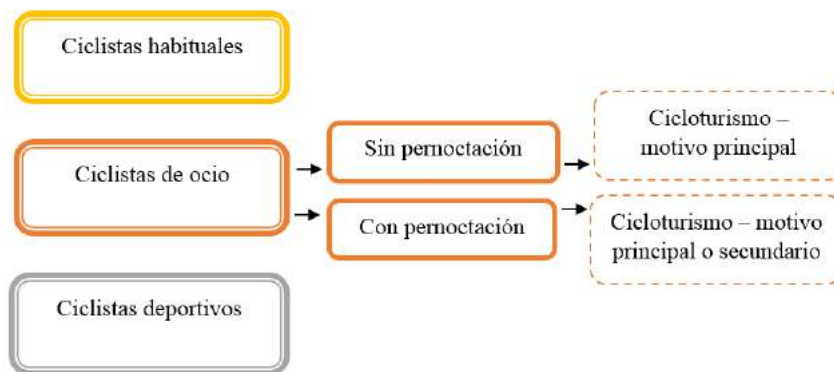 Ciclistas habituales
Ciclistas de ocio
Sin pernoctación
Cicloturismo –
motivo principal
Con pernoctación
Cicloturismo – motivo
principal o secundario
Ciclistas deportivos